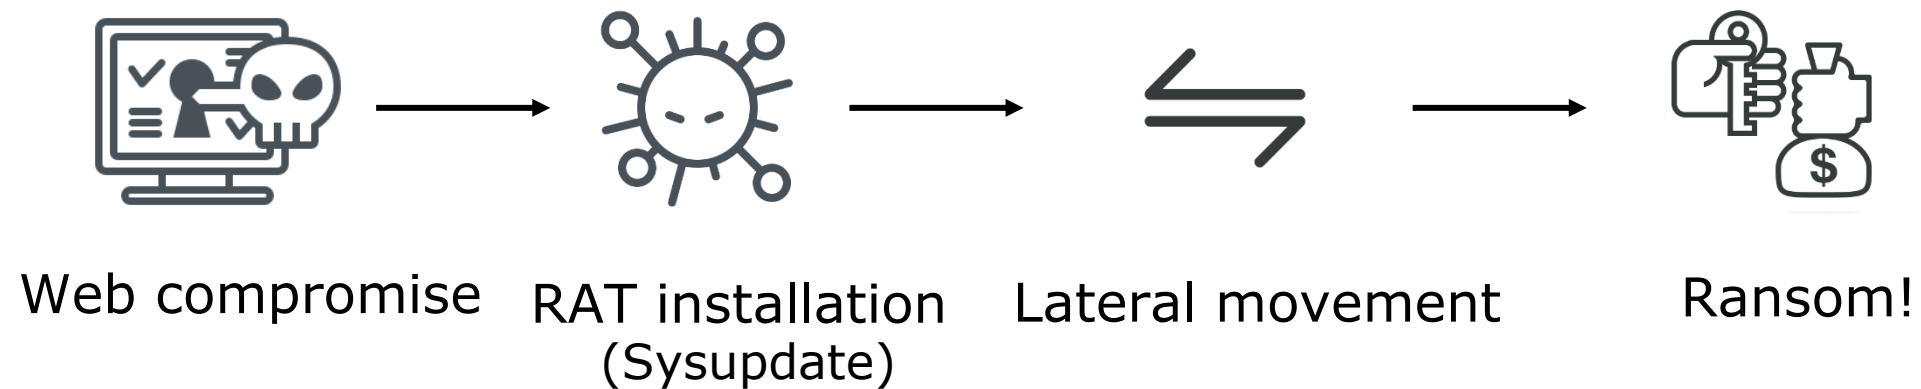 Web compromise
RAT installation
(Sysupdate)
Lateral movement
Ransom!
$